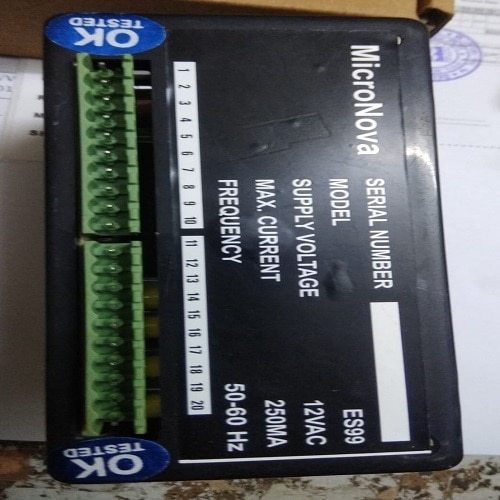 MicroNova
SERIAL NUMBER
MODEL ES99
SUPPLY VOLTAGE 12VAC
MAX. CURRENT 250MA
FREQUENCY 50-60 Hz
1 2 3 4 5 6 7 8 9 10 11 12 13 14 15 16 17 18 19 20
OK
TESTED
OK
TESTED